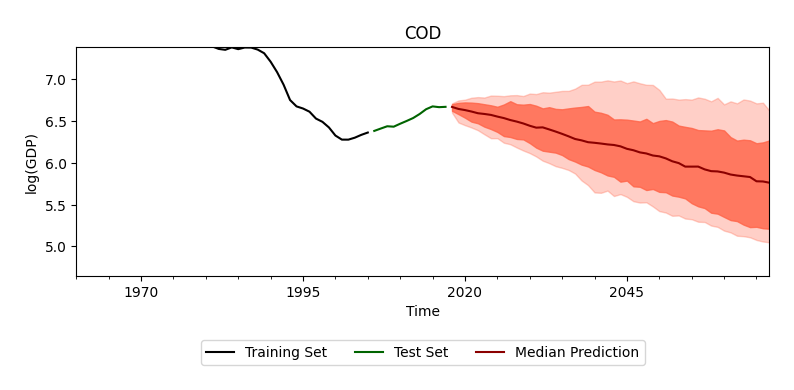 COD
7.0
6.5
6.0
5.5
5.0
log(GDP)
1970
1995
2020
2045
Time
Training Set
Test Set
Median Prediction